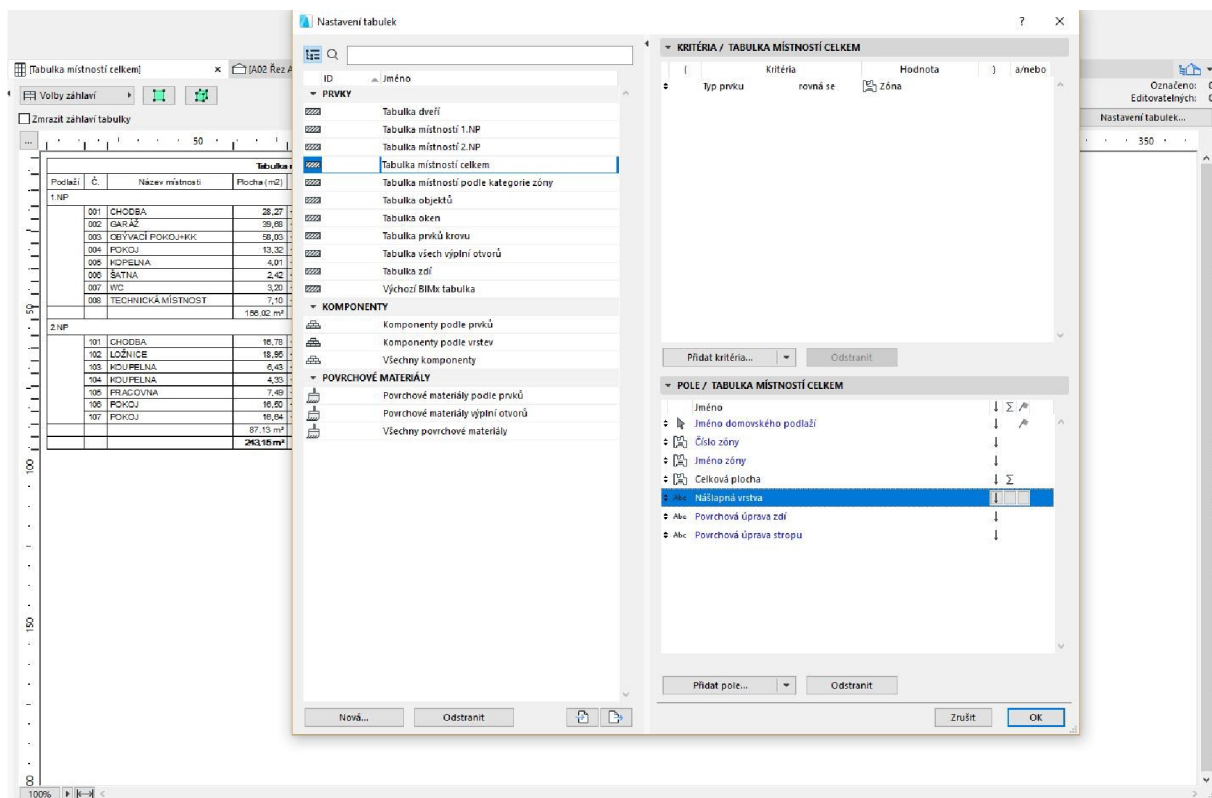 Nastavení tabulek
? ×
[Tabulka místností celkem] × [A02 Řez A
Volby záhlaví
Zmrazit záhlaví tabulky
... 50
Podlaží Č. Název místnosti Plocha (m2)
1.NP
001 CHODBA 28,27
002 GARÁŽ 39,68
003 OBÝVACÍ POKOJ+KK 58,03
004 POKOJ 13,32
005 KOPELNA 4,01
006 ŠATNA 2,42
007 WC 3,20
008 TECHNICKÁ MÍSTNOST 7,10
156,02 m²
2.NP
101 CHODBA 16,78
102 LOŽNICE 18,95
103 KOUPELNA 6,43
104 KOUPELNA 4,33
105 PRACOVNA 7,49
106 POKOJ 16,50
107 POKOJ 16,64
87,13 m²
243,15 m²
50
100
150
100%
ID Jméno
PRVKY
Tabulka dveří
Tabulka místností 1.NP
Tabulka místností 2.NP
Tabulka místností celkem
Tabulka místností podle kategorie zóny
Tabulka objektů
Tabulka oken
Tabulka prvků krovu
Tabulka všech výplní otvorů
Tabulka zdí
Výchozí BIMx tabulka
KOMPONENTY
Komponenty podle prvků
Komponenty podle vrstev
Všechny komponenty
POVRCHOVÉ MATERIÁLY
Povrchové materiály podle prvků
Povrchové materiály výplní otvorů
Všechny povrchové materiály
Nová... Odstranit
KRITÉRIA / TABULKA MÍSTNOSTÍ CELKEM
( Kritéria Hodnota ) a/nebo
Typ prvku rovná se Zóna
Přidat kritéria... Odstranit
POLE / TABULKA MÍSTNOSTÍ CELKEM
Jméno ↓ Σ
Jméno domovského podlaží ↓
Číslo zóny ↓
Jméno zóny ↓
Celková plocha ↓ Σ
Abc Nášlapná vrstva ↓
Abc Povrchová úprava zdí ↓
Abc Povrchová úprava stropu ↓
Přidat pole... Odstranit
Zrušit OK
Označeno:
Editovatelných:
Nastavení tabulek...
350